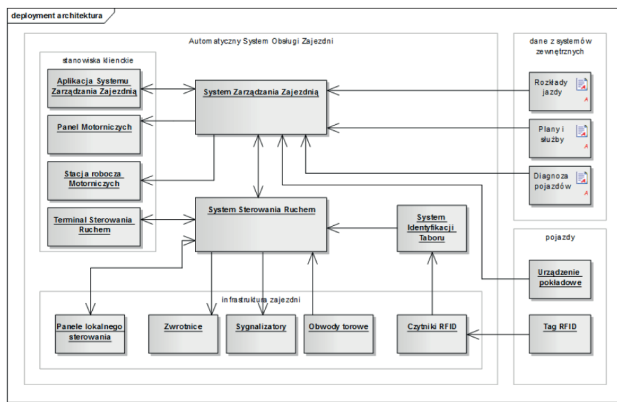 deployment architektura
Automatyczny System Obsługi Zajezdni
stanowiska klienckie
Aplikacja Systemu
Zarządzania Zajezdnią
Panel Motorniczych
Stacja robocza
Motorniczych
Terminal Sterowania
Ruchem
System Zarządzania Zajezdnią
System Sterowania Ruchem
System
Identyfikacji
Taboru
infrastruktura zajezdni
Panele lokalnego
sterowania
Zwrotnice
Sygnalizatory
Obwody torowe
Czytniki RFID
dane z systemów
zewnętrznych
Rozkłady
jazdy
A
Plany i
służby
A
Diagnoza
pojazdów
A
pojazdy
Urządzenie
pokładowe
Tag RFID